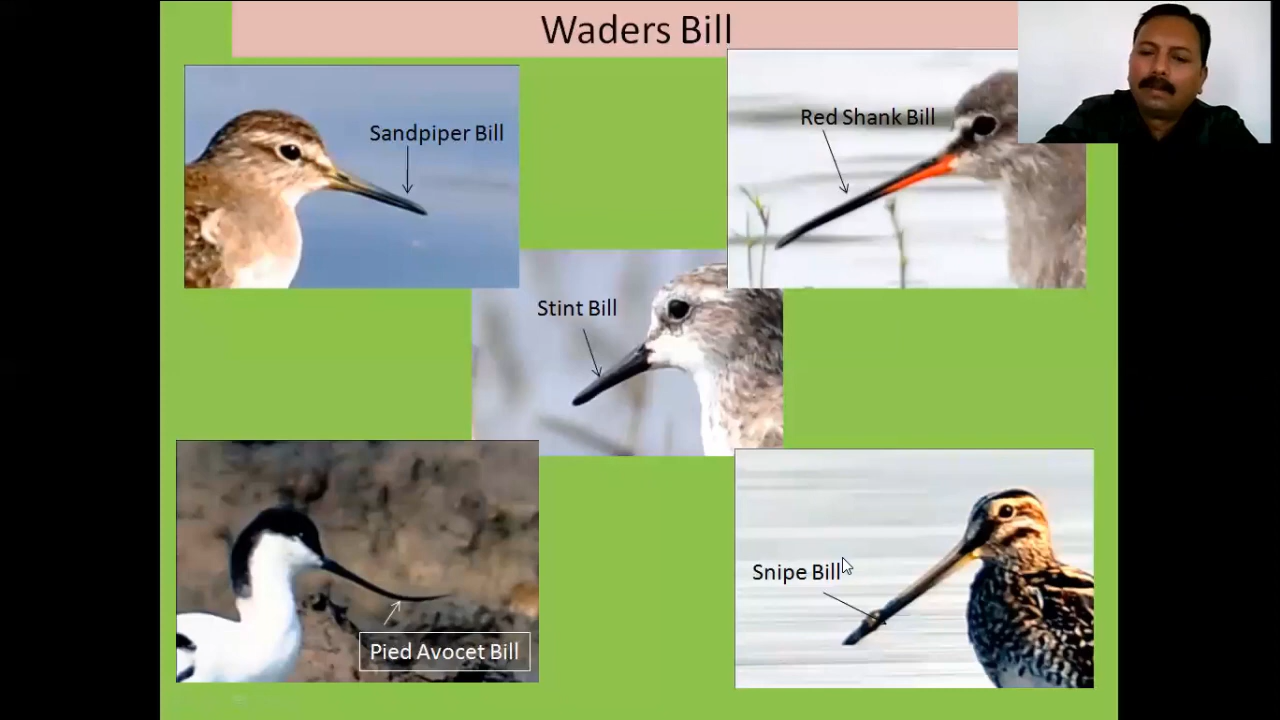 Waders Bill
Sandpiper Bill
Red Shank Bill
Stint Bill
Pied Avocet Bill
Snipe Bill